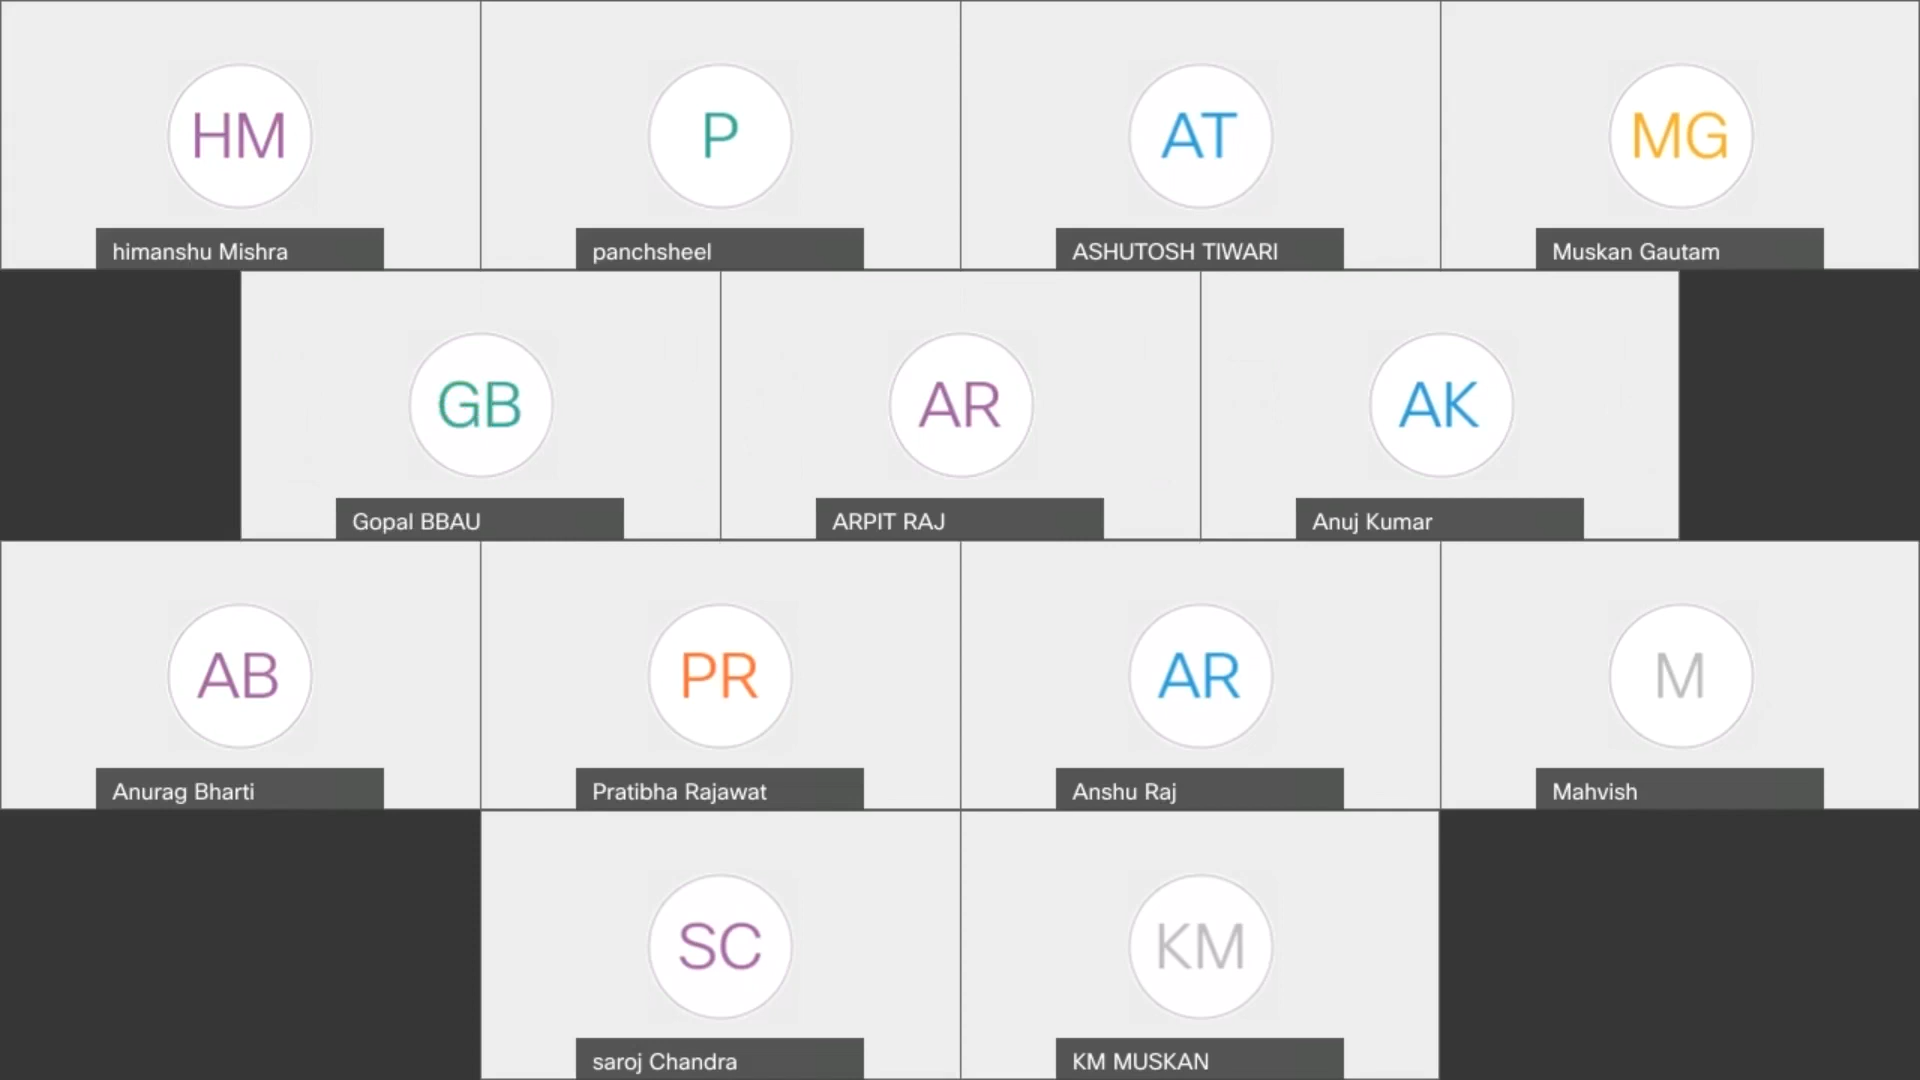 HM
himanshu Mishra
P
panchsheel
AT
ASHUTOSH TIWARI
MG
Muskan Gautam
GB
Gopal BBAU
AR
ARPIT RAJ
AK
Anuj Kumar
AB
Anurag Bharti
PR
Pratibha Rajawat
AR
Anshu Raj
M
Mahvish
SC
saroj Chandra
KM
KM MUSKAN